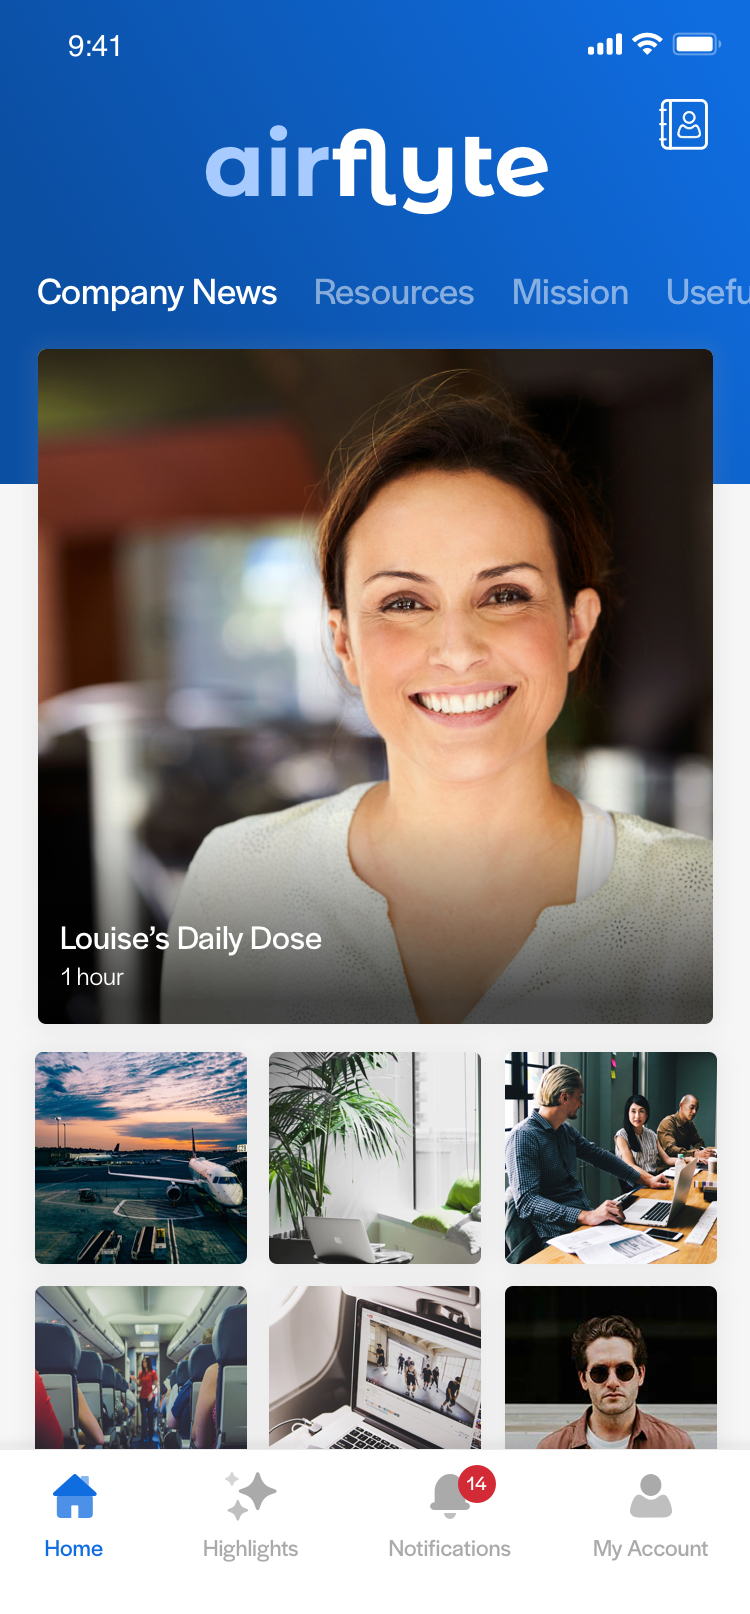 9:41
airflyte
Company News Resources Mission Usefu
Louise’s Daily Dose
1 hour
14
Home Highlights Notifications My Account